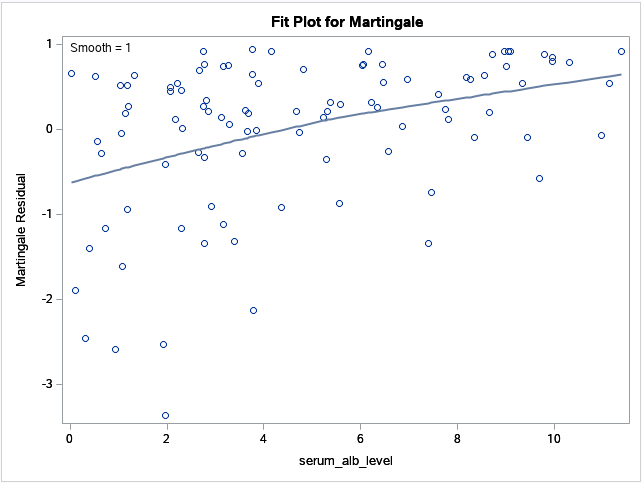 Fit Plot for Martingale
Smooth = 1
1
0
-1
-2
-3
Martingale Residual
0 2 4 6 8 10
serum_alb_level